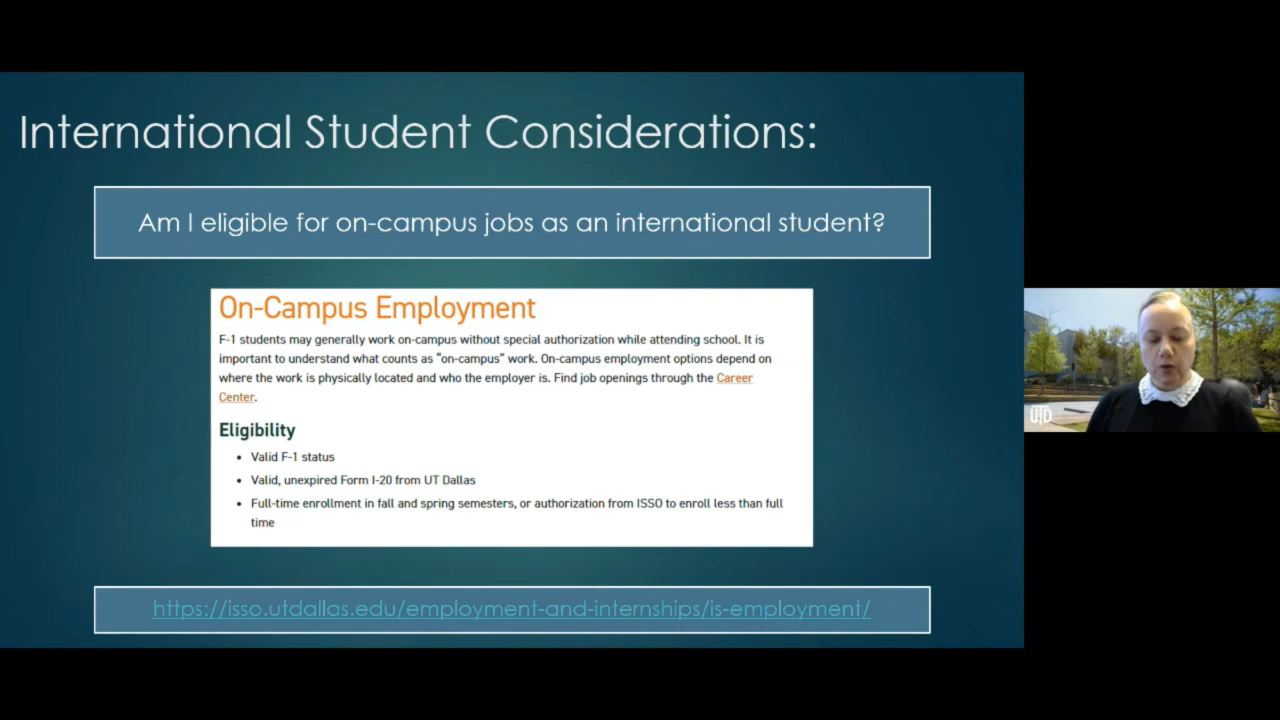 International Student Considerations:
Am I eligible for on-campus jobs as an international student?
On-Campus Employment
F-1 students may generally work on-campus without special authorization while attending school. It is
important to understand what counts as “on-campus” work. On-campus employment options depend on
where the work is physically located and who the employer is. Find job openings through the Career
Center.
Eligibility
• Valid F-1 status
• Valid, unexpired Form I-20 from UT Dallas
• Full-time enrollment in fall and spring semesters, or authorization from ISSO to enroll less than full
time
https://isso.utdallas.edu/employment-and-internships/is-employment/
UTD